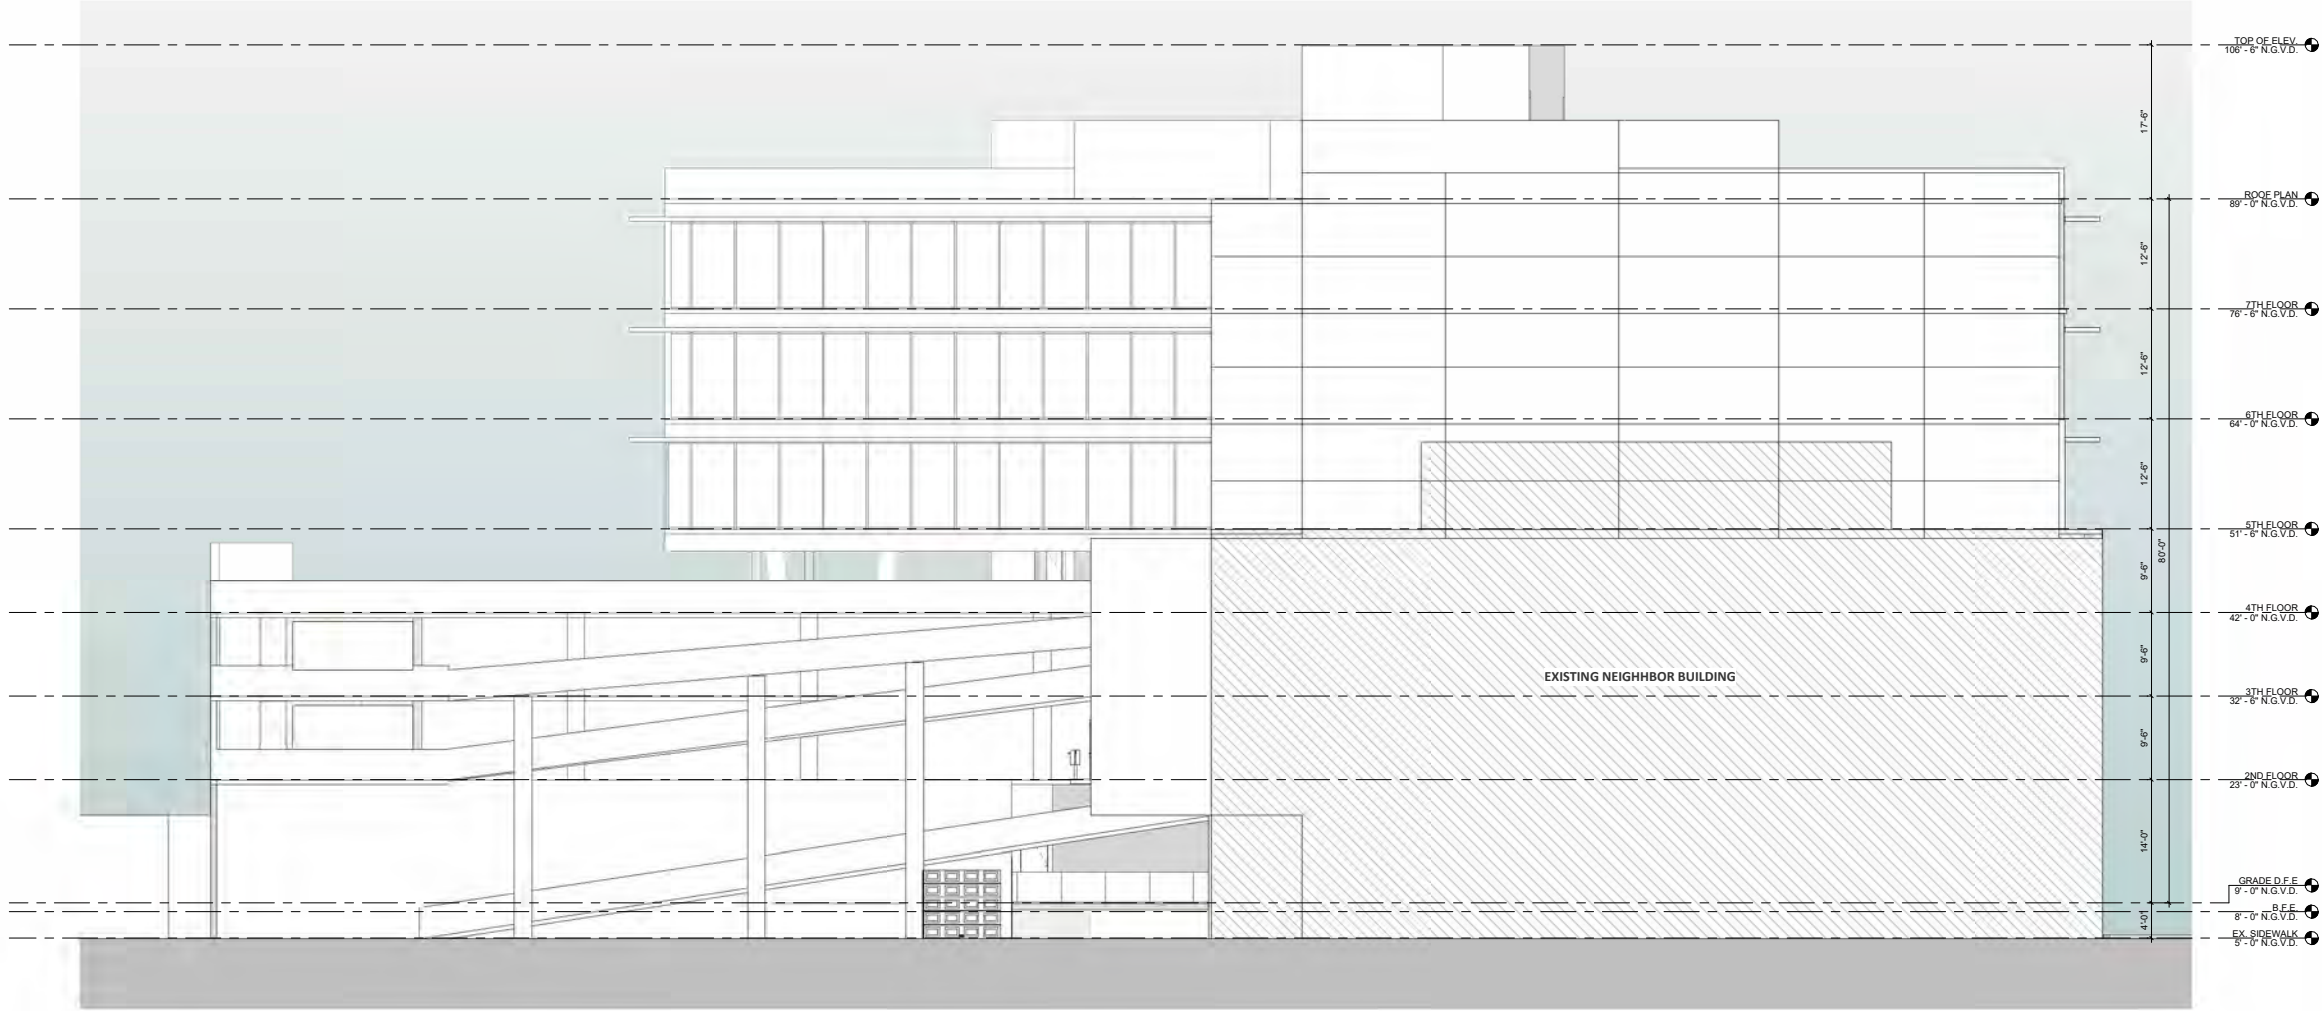 TOP OF ELEV.
106' - 6" N.G.V.D.
17'-6"
ROOF PLAN
89' - 0" N.G.V.D.
12'-6"
7TH FLOOR
76' - 6" N.G.V.D.
12'-6"
6TH FLOOR
64' - 0" N.G.V.D.
12'-6"
5TH FLOOR
51' - 6" N.G.V.D.
80'-0"
9'-6"
4TH FLOOR
42' - 0" N.G.V.D.
9'-6"
EXISTING NEIGHHBOR BUILDING
3TH FLOOR
32' - 6" N.G.V.D.
9'-6"
2ND FLOOR
23' - 0" N.G.V.D.
14'-0"
GRADE D.F.E
9' - 0" N.G.V.D.
B.F.E.
8' - 0" N.G.V.D.
4'-0"
EX. SIDEWALK
5' - 0" N.G.V.D.